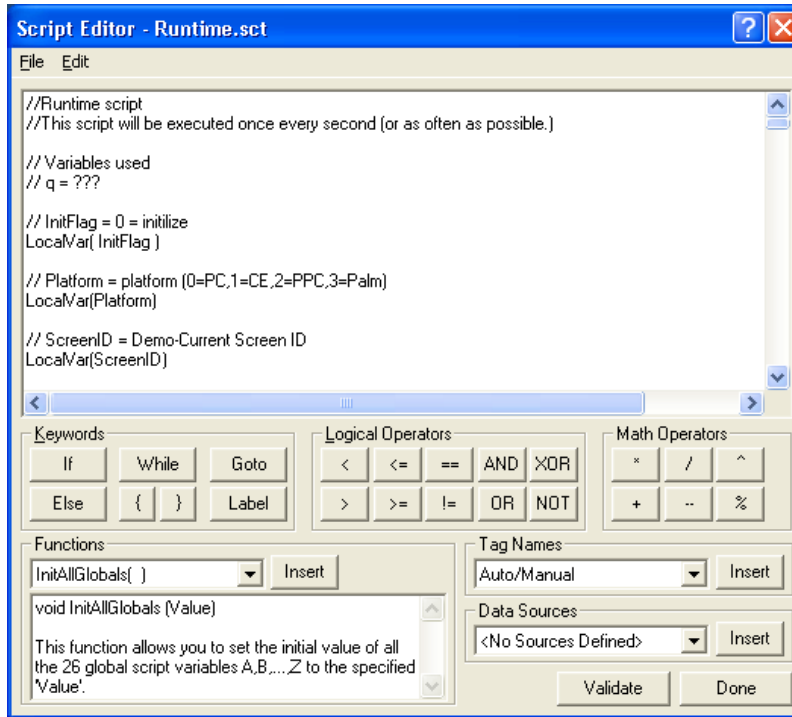 Script Editor - Runtime.sct
File Edit
//Runtime script
//This script will be executed once every second (or as often as possible.)
// Variables used
// q = ???
// InitFlag = 0 = initilize
LocalVar( InitFlag )
// Platform = platform (0=PC,1=CE,2=PPC,3=Palm)
LocalVar(Platform)
// ScreenID = Demo-Current Screen ID
LocalVar(ScreenID)
Keywords
If While Goto
Else { } Label
Logical Operators
< <= == AND XOR
> >= != OR NOT
Math Operators
* / ^
+ -- %
Functions
InitAllGlobals( ) Insert
void InitAllGlobals (Value)
This function allows you to set the initial value of all
the 26 global script variables A,B,...,Z to the specified
'Value'.
Tag Names
Auto/Manual Insert
Data Sources
<No Sources Defined> Insert
Validate Done